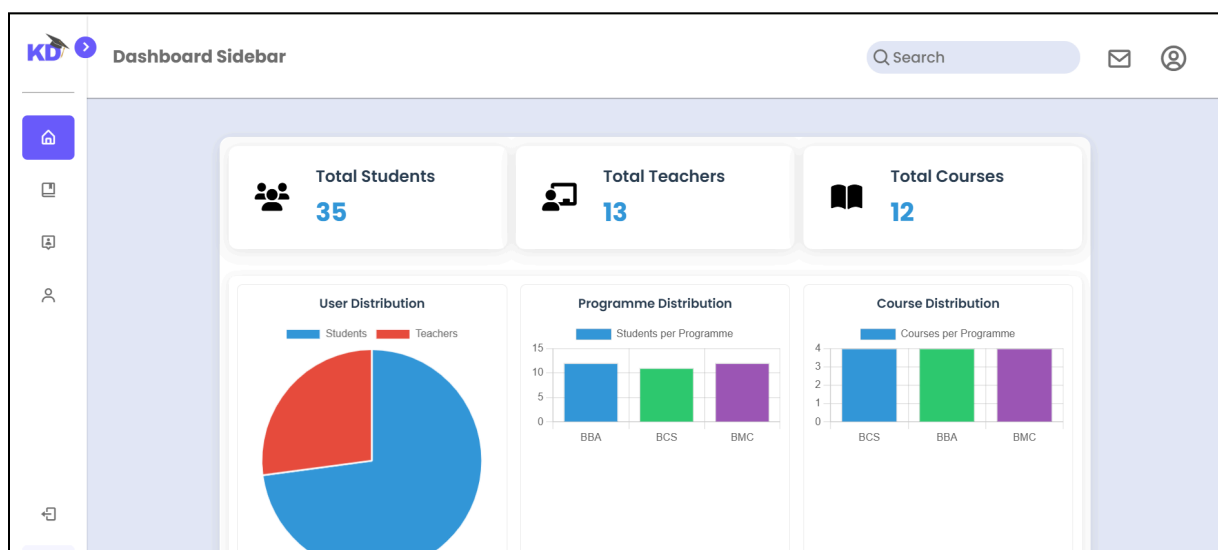 KD
Dashboard Sidebar
Search
Total Students
35
Total Teachers
13
Total Courses
12
User Distribution
Students Teachers
Programme Distribution
Students per Programme
15
10
5
0
BBA BCS BMC
Course Distribution
Courses per Programme
4
3
2
1
0
BCS BBA BMC